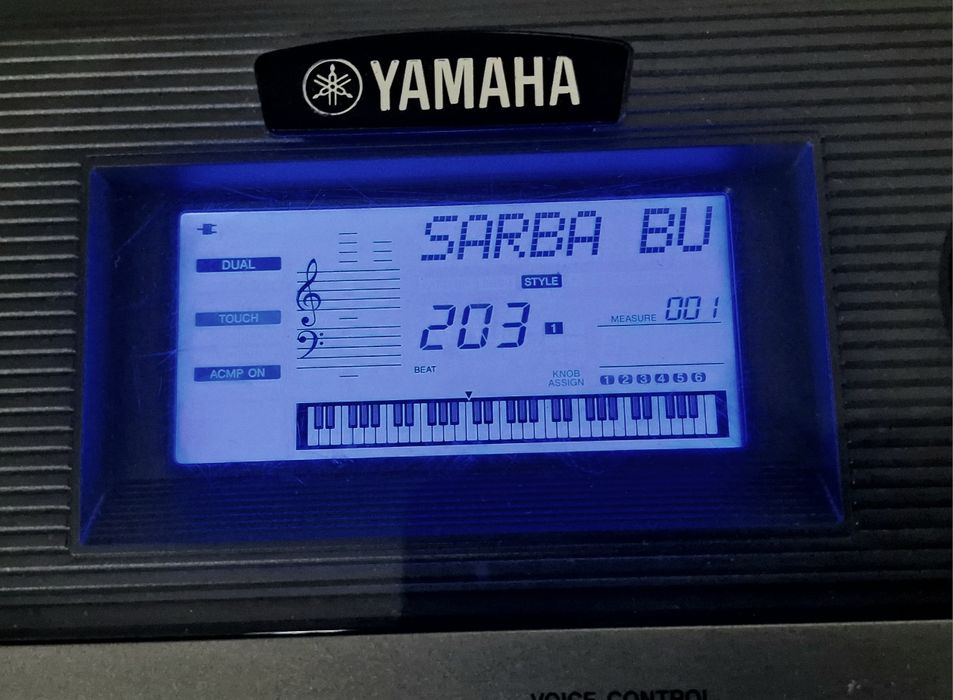 YAMAHA
SARBA BU
DUAL
STYLE
TOUCH
203 1
MEASURE 001
ACMP ON
BEAT
KNOB
ASSIGN
1 2 3 4 5 6
VOICE CONTROL